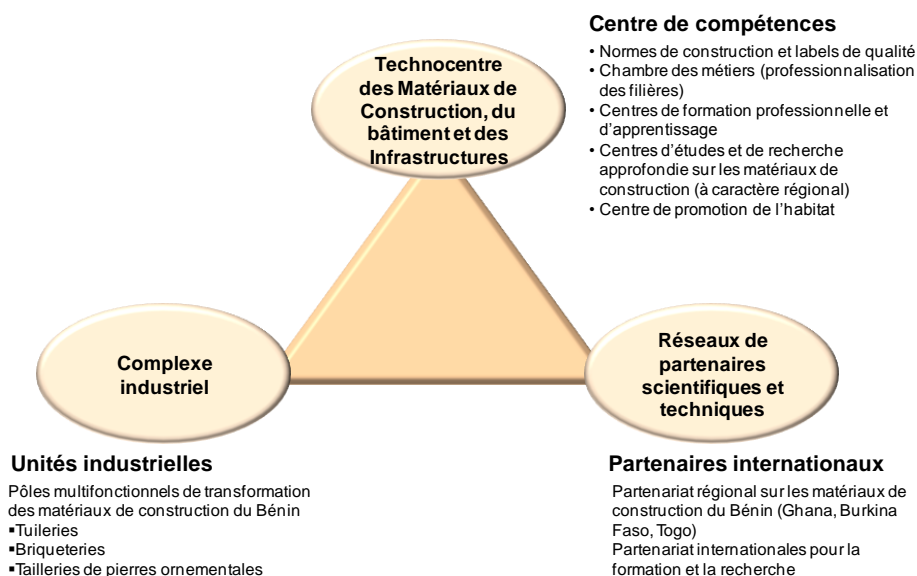 Centre de compétences
• Normes de construction et labels de qualité
• Chambre des métiers (professionnalisation
des filières)
• Centres de formation professionnelle et
d'apprentissage
• Centres d'études et de recherche
approfondie sur les matériaux de
construction (à caractère régional)
• Centre de promotion de l'habitat
Technocentre
des Matériaux de
Construction, du
bâtiment et des
Infrastructures
Complexe
industriel
Réseaux de
partenaires
scientifiques et
techniques
Unités industrielles
Pôles multifonctionnels de transformation
des matériaux de construction du Bénin
▪Tuileries
▪Briqueteries
▪Tailleries de pierres ornementales
Partenaires internationaux
Partenariat régional sur les matériaux de
construction du Bénin (Ghana, Burkina
Faso, Togo)
Partenariat internationales pour la
formation et la recherche